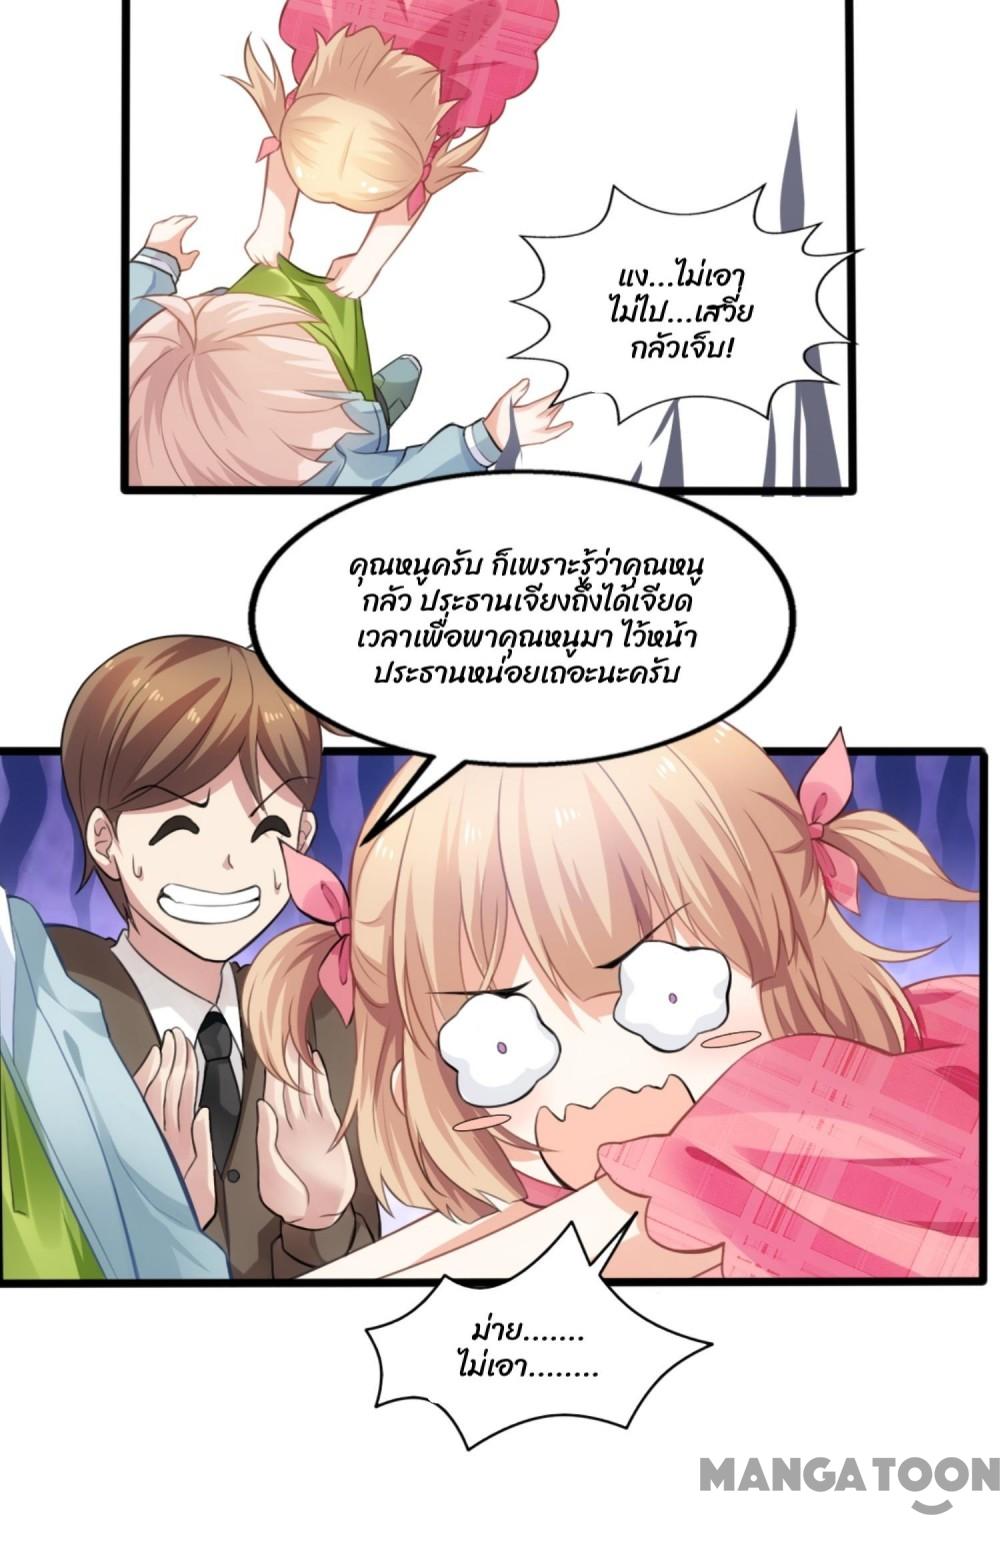 แง...ไม่เอา
ไม่ไป...เสวี่ย
กลัวเจ็บ!
คุณหนูครับ ก็เพราะรู้ว่าคุณหนู
กลัว ประธานเจียงถึงได้เจียด
เวลาเพื่อพาคุณหนูมา ไว้หน้า
ประธานหน่อยเถอะนะครับ
ม่าย.......
ไม่เอา........
MANGATOON